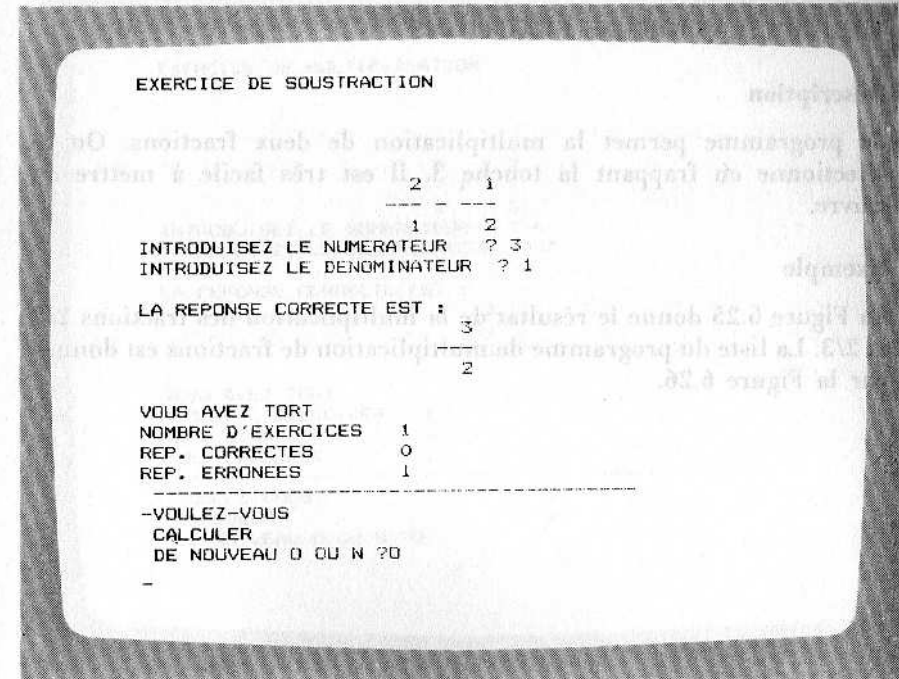 EXERCICE DE SOUSTRACTION
2 1
--- - ---
1 2
INTRODUISEZ LE NUMERATEUR ? 3
INTRODUISEZ LE DENOMINATEUR ? 1
LA REPONSE CORRECTE EST :
3
---
2
VOUS AVEZ TORT
NOMBRE D'EXERCICES 1
REP. CORRECTES 0
REP. ERRONEES 1
-VOULEZ-VOUS
CALCULER
DE NOUVEAU O OU N ?O
_